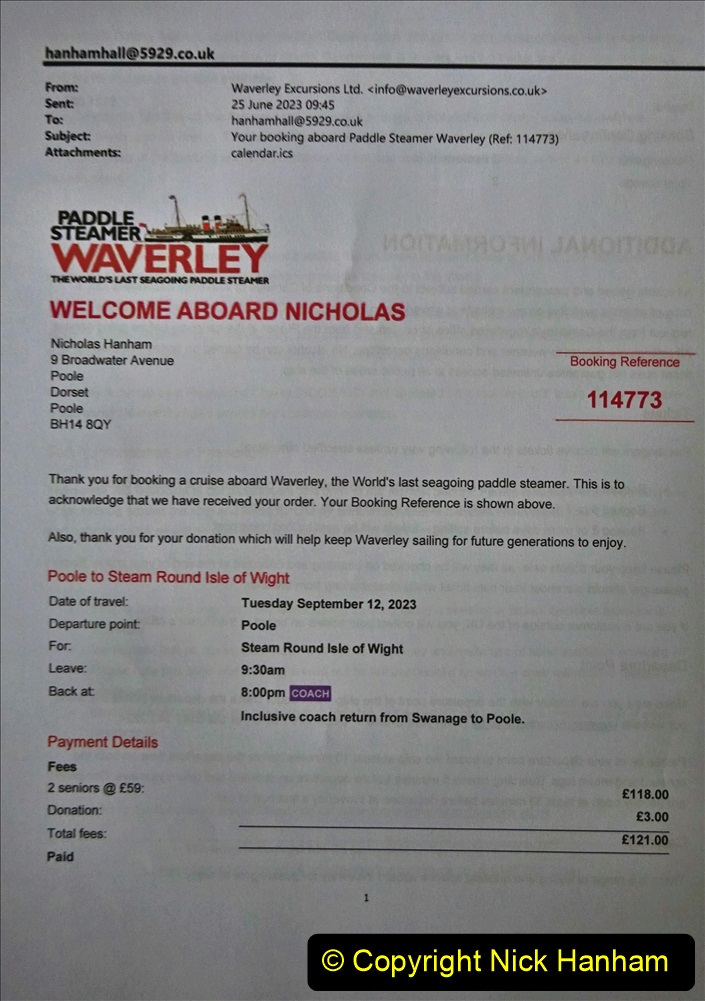 hanhamhall@5929.co.uk
From: Waverley Excursions Ltd. <info@waverleyexcursions.co.uk>
Sent: 25 June 2023 09:45
To: hanhamhall@5929.co.uk
Subject: Your booking aboard Paddle Steamer Waverley (Ref: 114773)
Attachments: calendar.ics
PADDLE
STEAMER
WAVERLEY
THE WORLD'S LAST SEAGOING PADDLE STEAMER
WELCOME ABOARD NICHOLAS
Nicholas Hanham
9 Broadwater Avenue
Poole
Dorset
Poole
BH14 8QY
Booking Reference
114773
Thank you for booking a cruise aboard Waverley, the World's last seagoing paddle steamer. This is to
acknowledge that we have received your order. Your Booking Reference is shown above.
Also, thank you for your donation which will help keep Waverley sailing for future generations to enjoy.
Poole to Steam Round Isle of Wight
Date of travel: Tuesday September 12, 2023
Departure point: Poole
For: Steam Round Isle of Wight
Leave: 9:30am
Back at: 8:00pm COACH
Inclusive coach return from Swanage to Poole.
Payment Details
Fees
2 seniors @ £59: £118.00
Donation: £3.00
Total fees: £121.00
Paid
1
© Copyright Nick Hanham